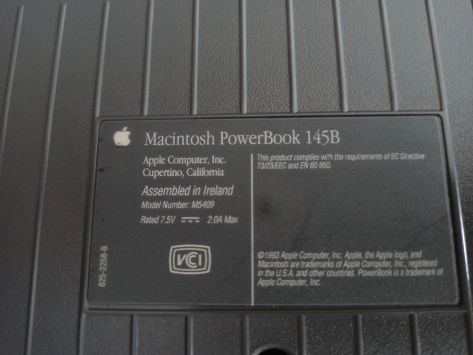 Macintosh PowerBook 145B
Apple Computer, Inc.
Cupertino, California
Assembled in Ireland
Model Number: M5409
Rated 7.5V 2.0A Max
VCI
825-2258-B
This product complies with the requirements of EC Directive
73/23/EEC and EN 60 950.
©1993 Apple Computer, Inc. Apple, the Apple logo, and
Macintosh are trademarks of Apple Computer, Inc., registered
in the U.S.A. and other countries. PowerBook is a trademark of
Apple Computer, Inc.